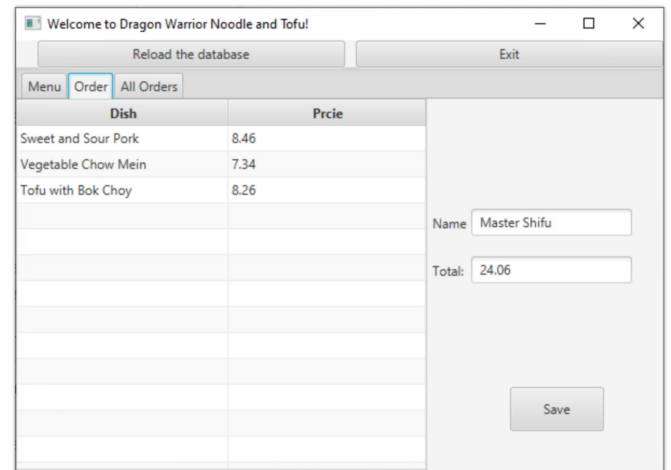 Welcome to Dragon Warrior Noodle and Tofu!
Reload the database Exit
Menu Order All Orders
Dish Prcie
Sweet and Sour Pork 8.46
Vegetable Chow Mein 7.34
Tofu with Bok Choy 8.26
Name Master Shifu
Total: 24.06
Save